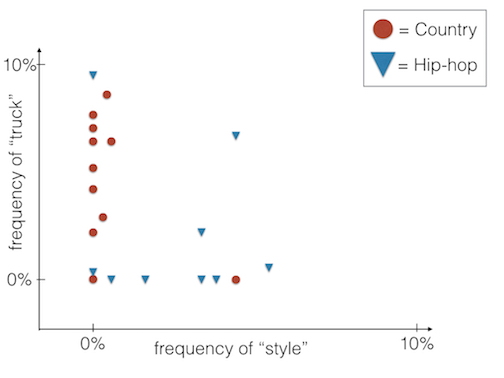 = Country
= Hip-hop
10%
frequency of "truck"
0%
0%
frequency of "style"
10%